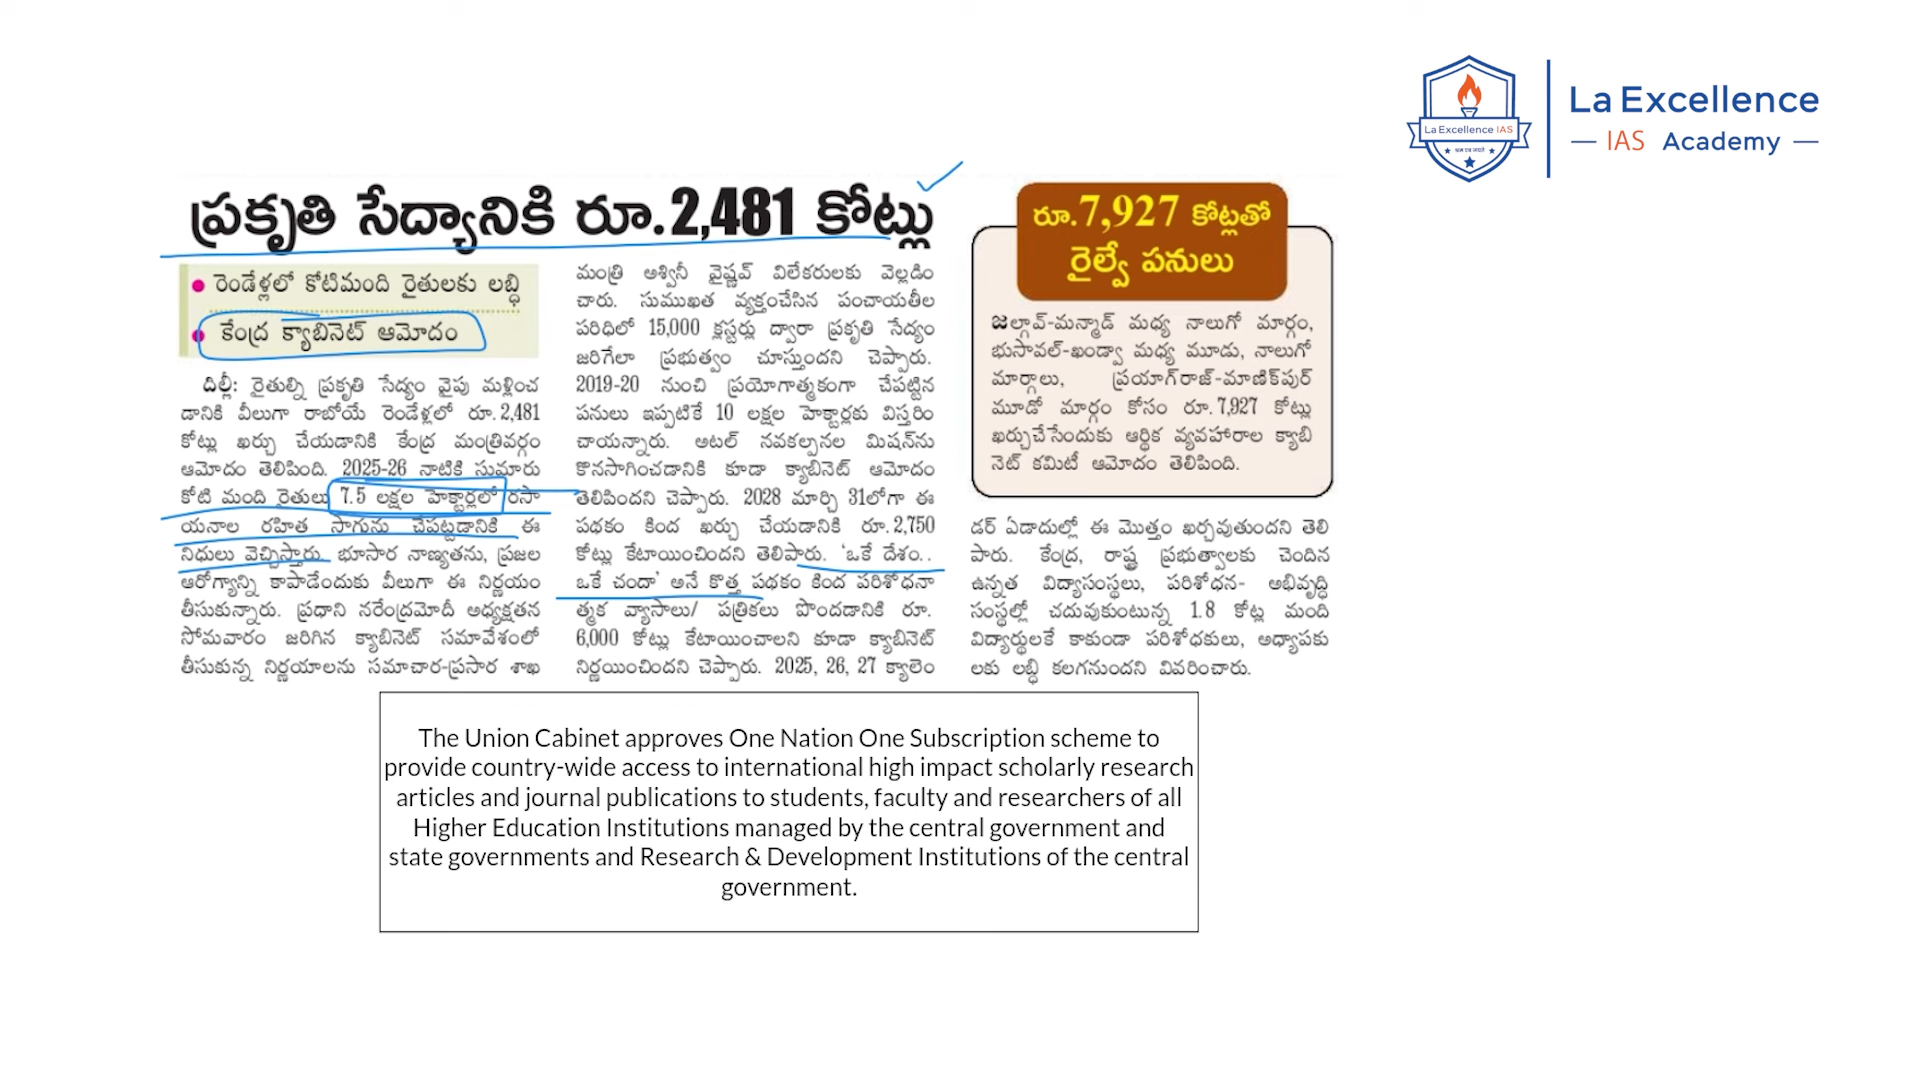 La Excellence
IAS Academy
La Excellence IAS
ప్రకృతి సేద్యానికి రూ.2,481 కోట్లు
రెండేళ్లలో కోటిమంది రైతులకు లబ్ధి
కేంద్ర క్యాబినెట్ ఆమోదం
దిల్లీ: రైతుల్ని ప్రకృతి సేద్యం వైపు మళ్లించ
డానికి వీలుగా రాబోయే రెండేళ్లలో రూ.2,481
కోట్లు ఖర్చు చేయడానికి కేంద్ర మంత్రివర్గం
ఆమోదం తెలిపింది. 2025-26 నాటికి సుమారు
కోటి మంది రైతులు 7.5 లక్షల హెక్టార్లలో రసా
యనాల రహిత సాగును చేపట్టడానికి ఈ
నిధులు వెచ్చిస్తారు. భూసార నాణ్యతను, ప్రజల
ఆరోగ్యాన్ని కాపాడేందుకు వీలుగా ఈ నిర్ణయం
తీసుకున్నారు. ప్రధాని నరేంద్రమోదీ అధ్యక్షతన
సోమవారం జరిగిన క్యాబినెట్ సమావేశంలో
తీసుకున్న నిర్ణయాలను సమాచార-ప్రసార శాఖ
మంత్రి అశ్వినీ వైష్ణవ్ విలేకరులకు వెల్లడిం
చారు. సుముఖత వ్యక్తంచేసిన పంచాయతీల
పరిధిలో 15,000 క్లస్టర్లు ద్వారా ప్రకృతి సేద్యం
జరిగేలా ప్రభుత్వం చూస్తుందని చెప్పారు.
2019-20 నుంచి ప్రయోగాత్మకంగా చేపట్టిన
పనులు ఇప్పటికే 10 లక్షల హెక్టార్లకు విస్తరిం
చాయన్నారు. అటల్ నవకల్పనల మిషన్‌ను
కొనసాగించడానికి కూడా క్యాబినెట్ ఆమోదం
తెలిపిందని చెప్పారు. 2028 మార్చి 31లోగా ఈ
పథకం కింద ఖర్చు చేయడానికి రూ.2,750
కోట్లు కేటాయించిందని తెలిపారు. ‘ఒకే దేశం..
ఒకే చందా’ అనే కొత్త పథకం కింద పరిశోధనా
త్మక వ్యాసాలు/ పత్రికలు పొందడానికి రూ.
6,000 కోట్లు కేటాయించాలని కూడా క్యాబినెట్
నిర్ణయించిందని చెప్పారు. 2025, 26, 27 క్యాలెం
రూ.7,927 కోట్లతో
రైల్వే పనులు
జల్గావ్-మన్మాడ్ మధ్య నాలుగో మార్గం,
భుసావల్-ఖండ్వా మధ్య మూడు, నాలుగో
మార్గాలు, ప్రయాగ్‌రాజ్-మాణిక్‌పుర్
మూడో మార్గం కోసం రూ.7,927 కోట్లు
ఖర్చుచేసేందుకు ఆర్థిక వ్యవహారాల క్యాబి
నెట్ కమిటీ ఆమోదం తెలిపింది.
డర్ ఏడాదుల్లో ఈ మొత్తం ఖర్చవుతుందని తెలి
పారు. కేంద్ర, రాష్ట్ర ప్రభుత్వాలకు చెందిన
ఉన్నత విద్యాసంస్థలు, పరిశోధన- అభివృద్ధి
సంస్థల్లో చదువుకుంటున్న 1.8 కోట్ల మంది
విద్యార్థులకే కాకుండా పరిశోధకులు, అధ్యాపకు
లకు లబ్ధి కలగనుందని వివరించారు.
The Union Cabinet approves One Nation One Subscription scheme to
provide country-wide access to international high impact scholarly research
articles and journal publications to students, faculty and researchers of all
Higher Education Institutions managed by the central government and
state governments and Research & Development Institutions of the central
government.